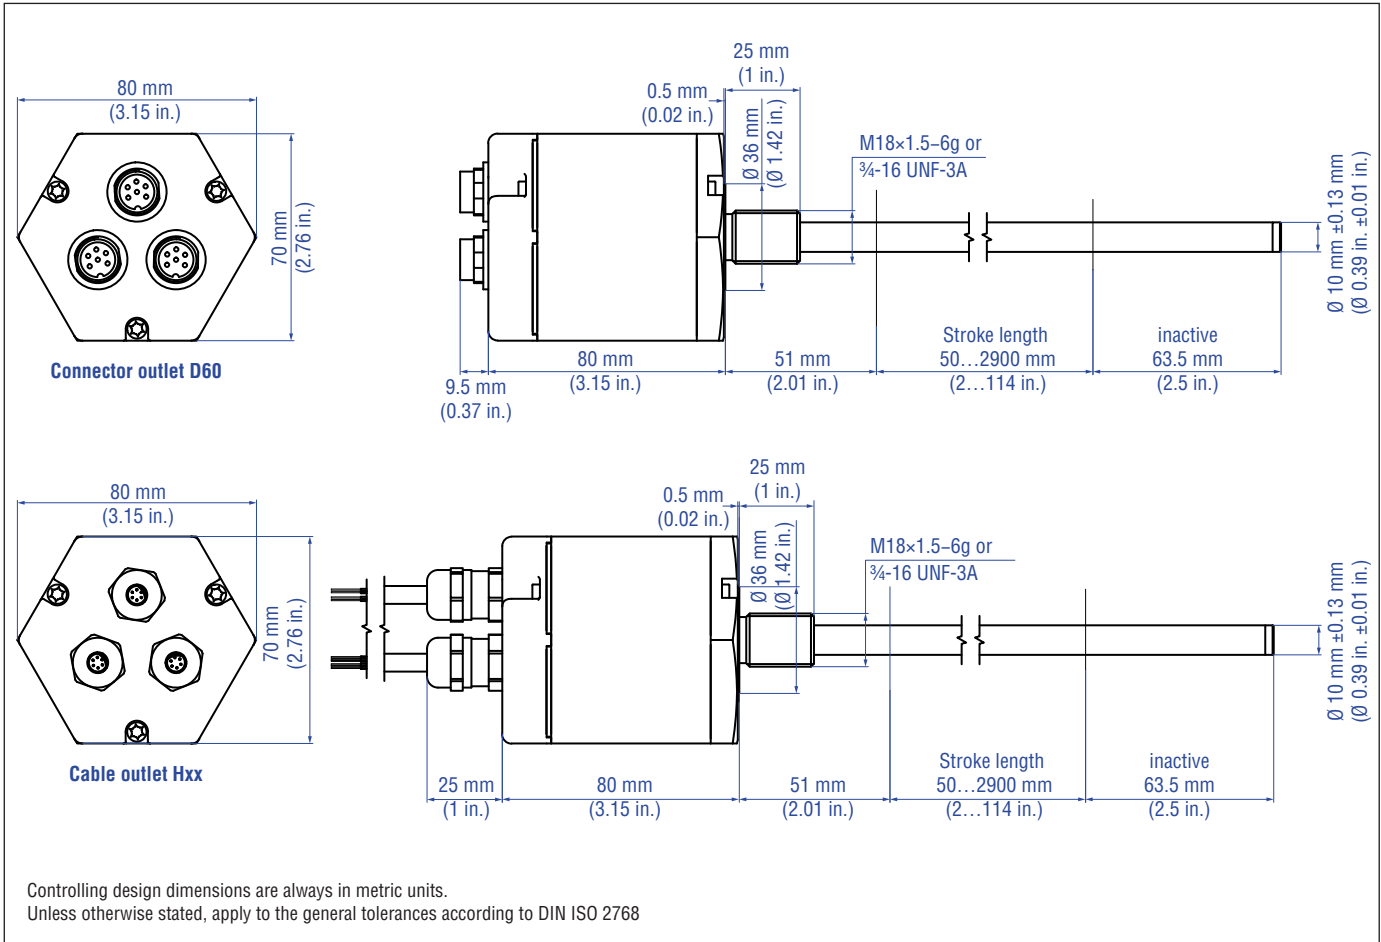 80 mm
(3.15 in.)
70 mm
(2.76 in.)
Connector outlet D60
25 mm
(1 in.)
0.5 mm
(0.02 in.)
Ø 36 mm
(Ø 1.42 in.)
M18×1.5–6g or
¾-16 UNF-3A
Ø 10 mm ±0.13 mm
(Ø 0.39 in. ±0.01 in.)
9.5 mm
(0.37 in.)
80 mm
(3.15 in.)
51 mm
(2.01 in.)
Stroke length
50…2900 mm
(2…114 in.)
inactive
63.5 mm
(2.5 in.)
80 mm
(3.15 in.)
70 mm
(2.76 in.)
Cable outlet Hxx
25 mm
(1 in.)
0.5 mm
(0.02 in.)
Ø 36 mm
(Ø 1.42 in.)
M18×1.5–6g or
¾-16 UNF-3A
Ø 10 mm ±0.13 mm
(Ø 0.39 in. ±0.01 in.)
25 mm
(1 in.)
80 mm
(3.15 in.)
51 mm
(2.01 in.)
Stroke length
50…2900 mm
(2…114 in.)
inactive
63.5 mm
(2.5 in.)
Controlling design dimensions are always in metric units.
Unless otherwise stated, apply to the general tolerances according to DIN ISO 2768